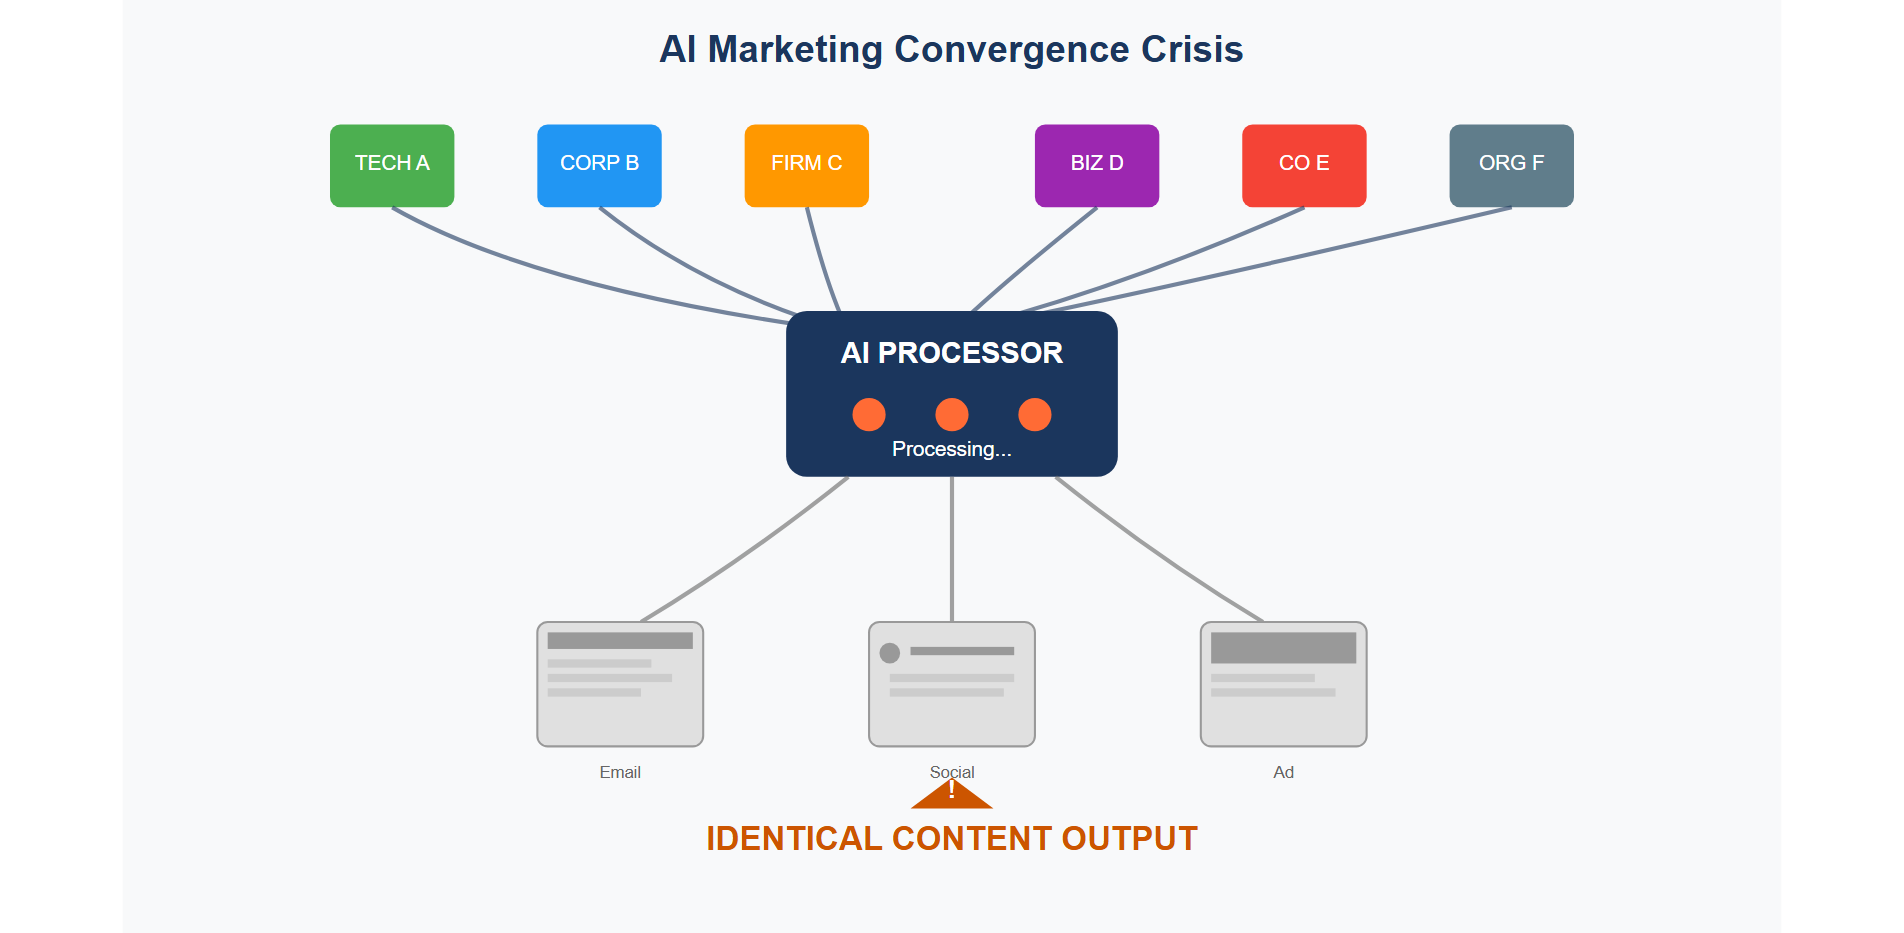 AI Marketing Convergence Crisis
TECH A
CORP B
FIRM C
BIZ D
CO E
ORG F
AI PROCESSOR
Processing...
Email
Social
Ad
!
IDENTICAL CONTENT OUTPUT